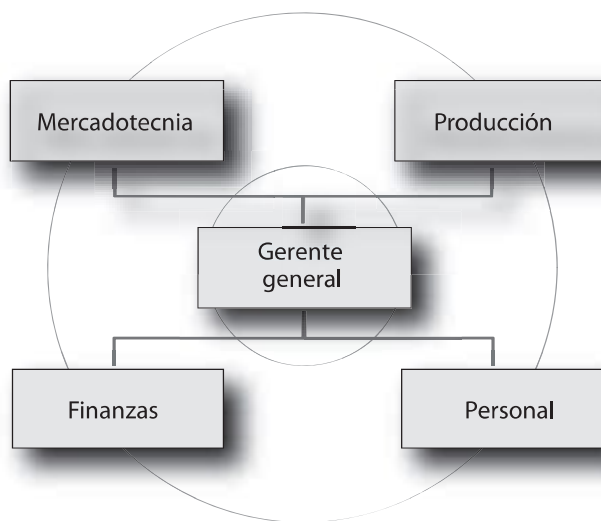 Mercadotecnia
Producción
Gerente
general
Finanzas
Personal